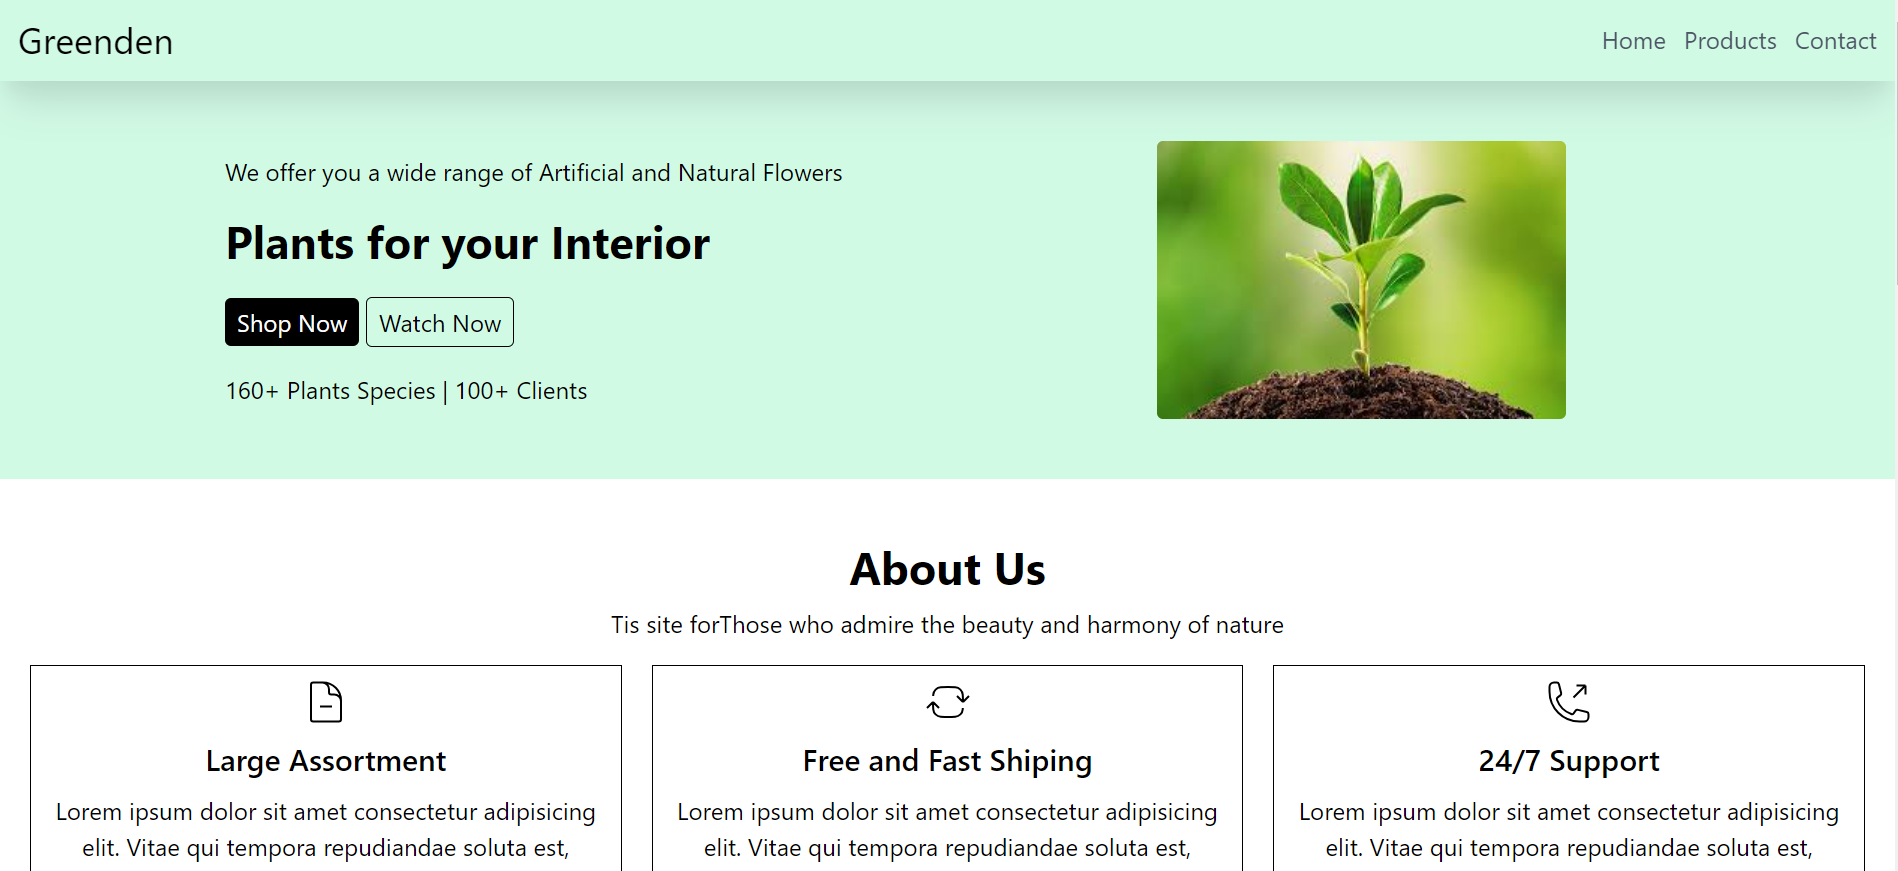 Greenden
Home Products Contact
We offer you a wide range of Artificial and Natural Flowers
Plants for your Interior
Shop Now Watch Now
160+ Plants Species | 100+ Clients
About Us
Tis site forThose who admire the beauty and harmony of nature
Large Assortment
Lorem ipsum dolor sit amet consectetur adipisicing
elit. Vitae qui tempora repudiandae soluta est,
Free and Fast Shiping
Lorem ipsum dolor sit amet consectetur adipisicing
elit. Vitae qui tempora repudiandae soluta est,
24/7 Support
Lorem ipsum dolor sit amet consectetur adipisicing
elit. Vitae qui tempora repudiandae soluta est,